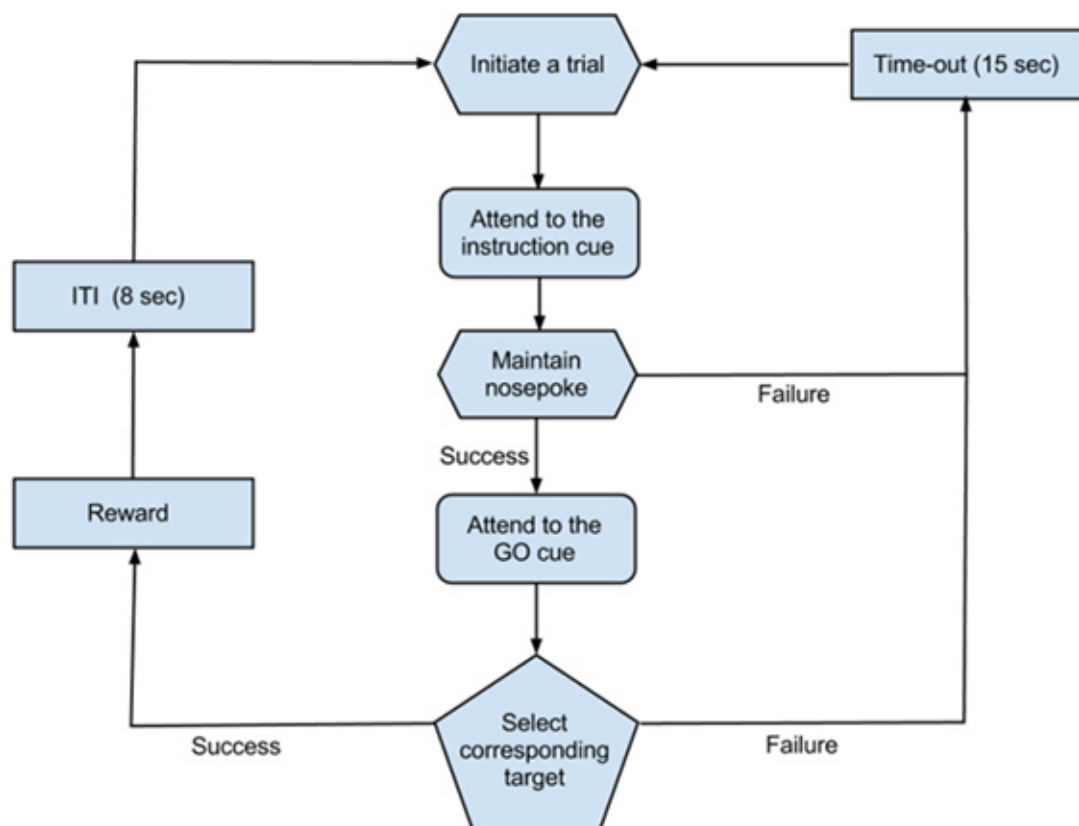 Initiate a trial
Time-out (15 sec)
Attend to the
instruction cue
ITI (8 sec)
Maintain
nosepoke
Failure
Success
Reward
Attend to the
GO cue
Select
corresponding
target
Success
Failure